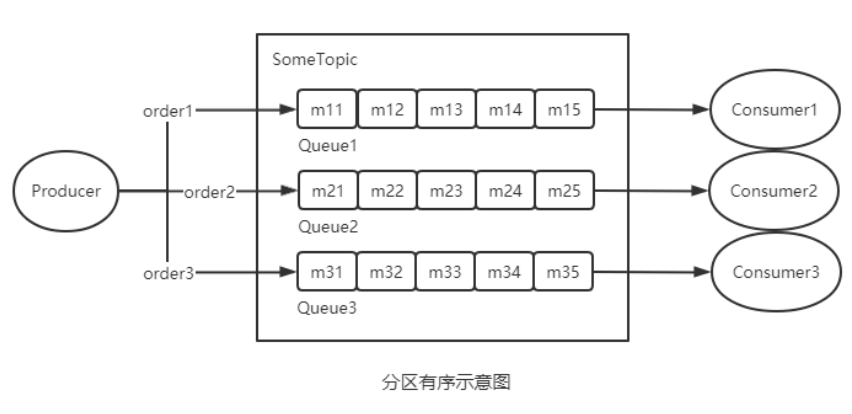 SomeTopic
order1
m11 m12 m13 m14 m15
Consumer1
Queue1
Producer
order2
m21 m22 m23 m24 m25
Consumer2
Queue2
order3
m31 m32 m33 m34 m35
Consumer3
Queue3
分区有序示意图